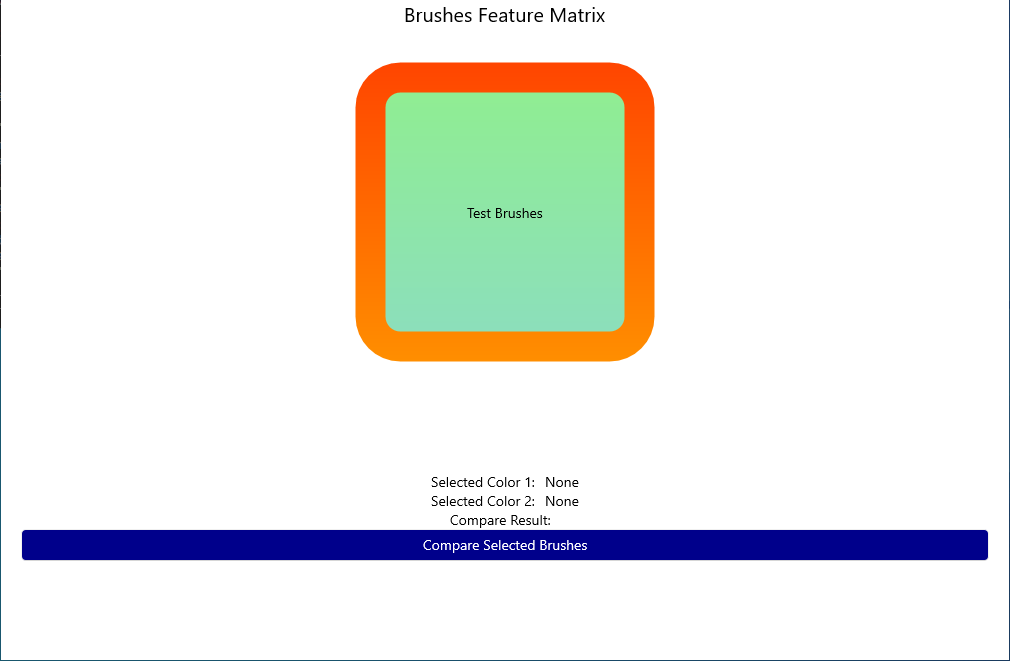 Brushes Feature Matrix
Test Brushes
Selected Color 1: None
Selected Color 2: None
Compare Result:
Compare Selected Brushes